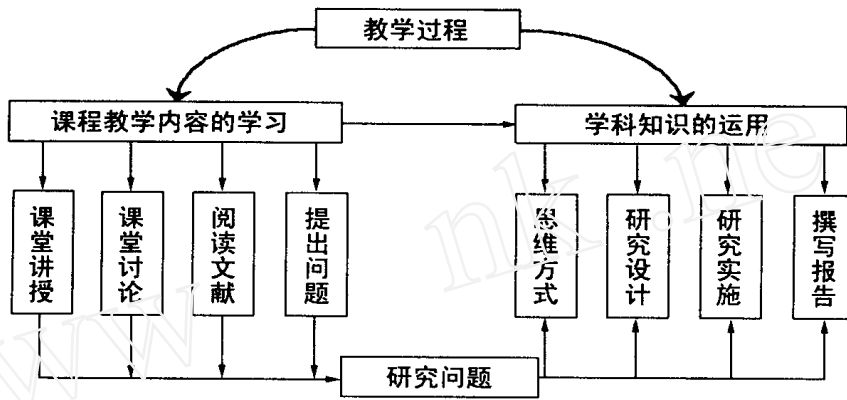 教学过程
课程教学内容的学习
学科知识的运用
课堂讲授
课堂讨论
阅读文献
提出问题
思维方式
研究设计
研究实施
撰写报告
研究问题